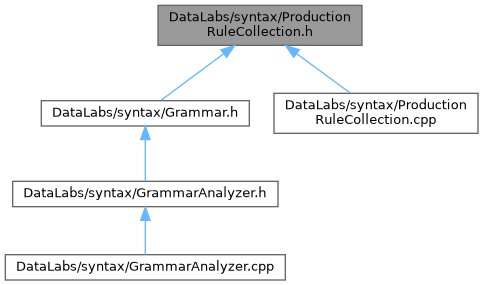 DataLabs/syntax/Production
RuleCollection.h
DataLabs/syntax/Grammar.h
DataLabs/syntax/Production
RuleCollection.cpp
DataLabs/syntax/GrammarAnalyzer.h
DataLabs/syntax/GrammarAnalyzer.cpp